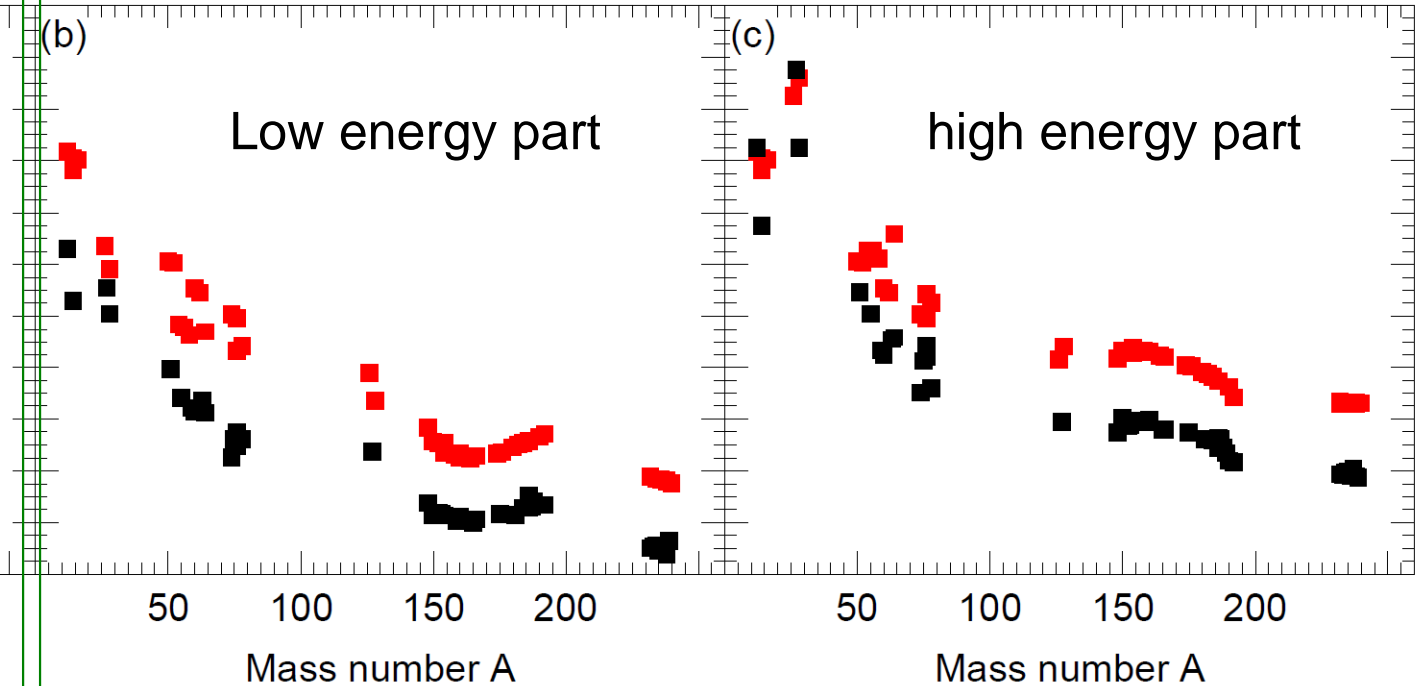 (b)
Low energy part
50 100 150 200
Mass number A
(c)
high energy part
50 100 150 200
Mass number A